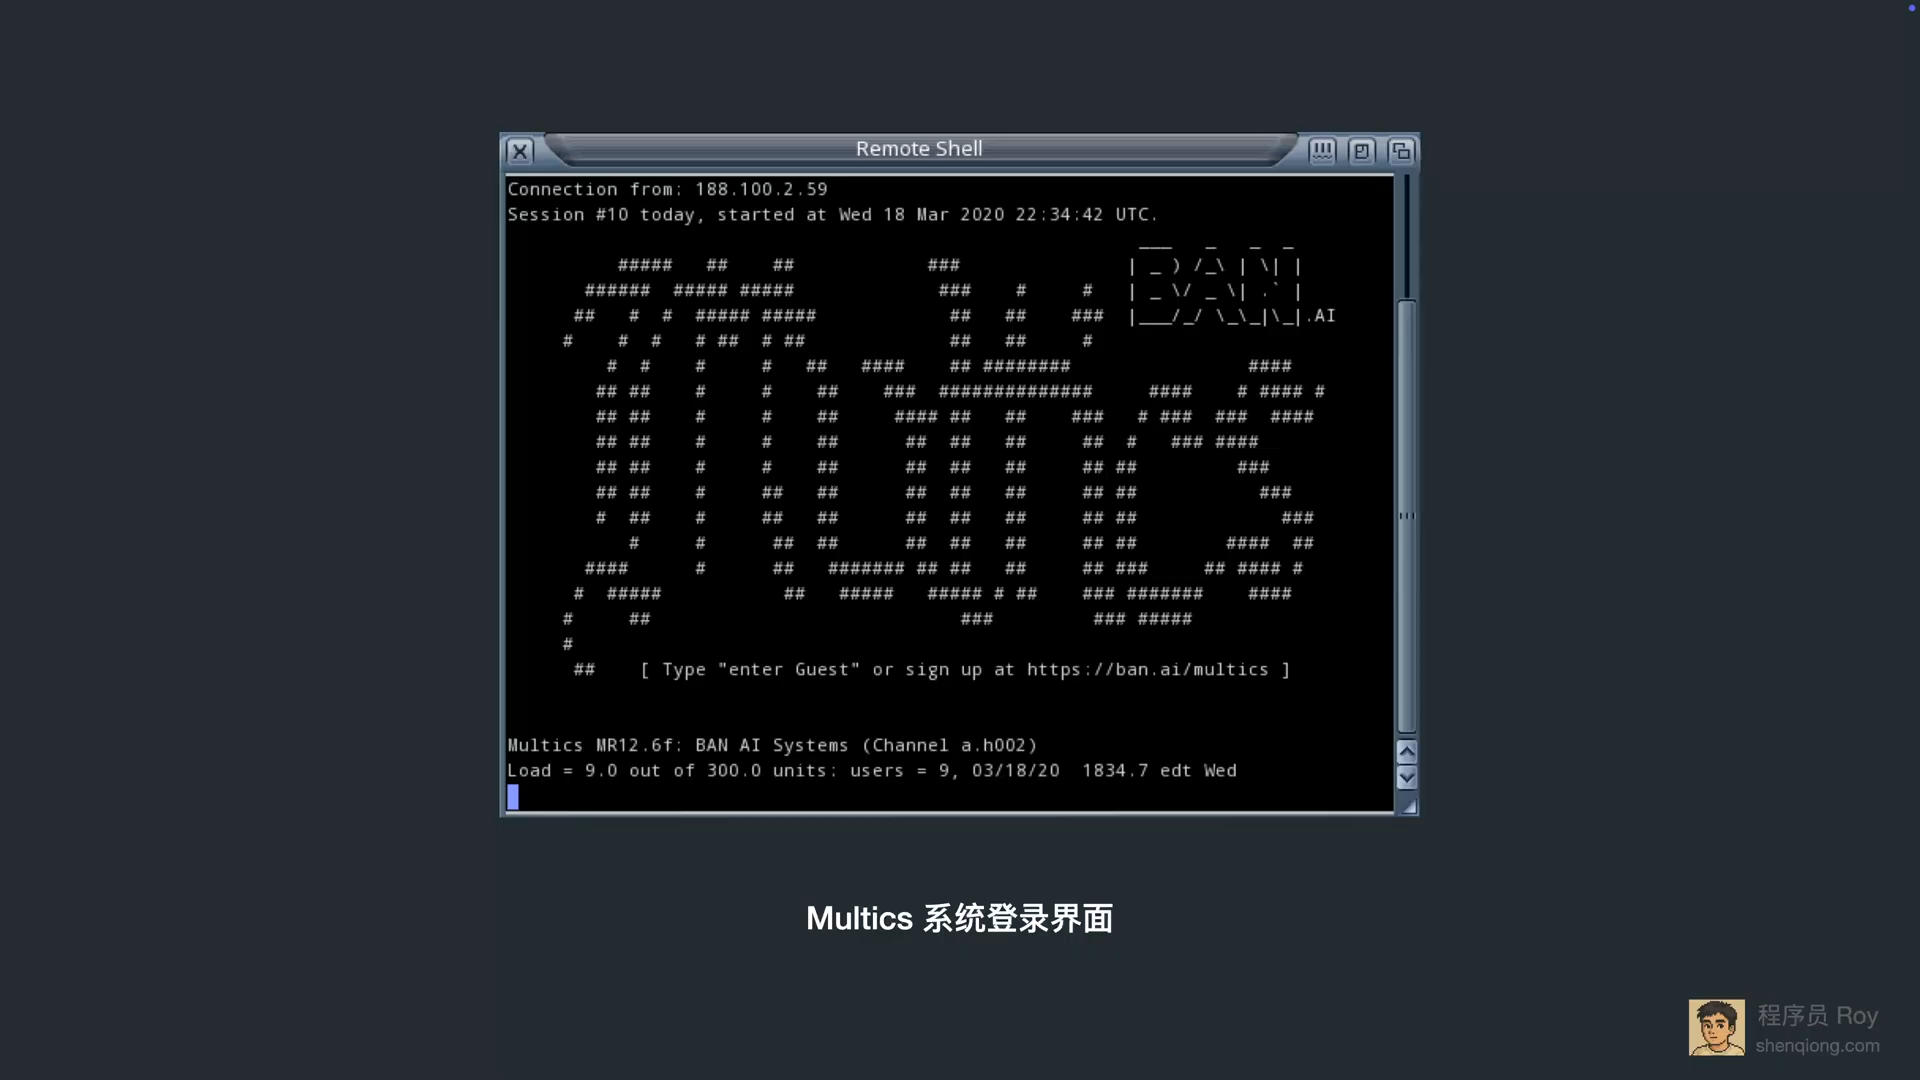 Remote Shell
Connection from: 188.100.2.59
Session #10 today, started at Wed 18 Mar 2020 22:34:42 UTC.
BAN.AI
Multics
[ Type "enter Guest" or sign up at https://ban.ai/multics ]
Multics MR12.6f: BAN AI Systems (Channel a.h002)
Load = 9.0 out of 300.0 units: users = 9, 03/18/20  1834.7 edt Wed
Multics 系统登录界面
程序员 Roy
shenqiong.com